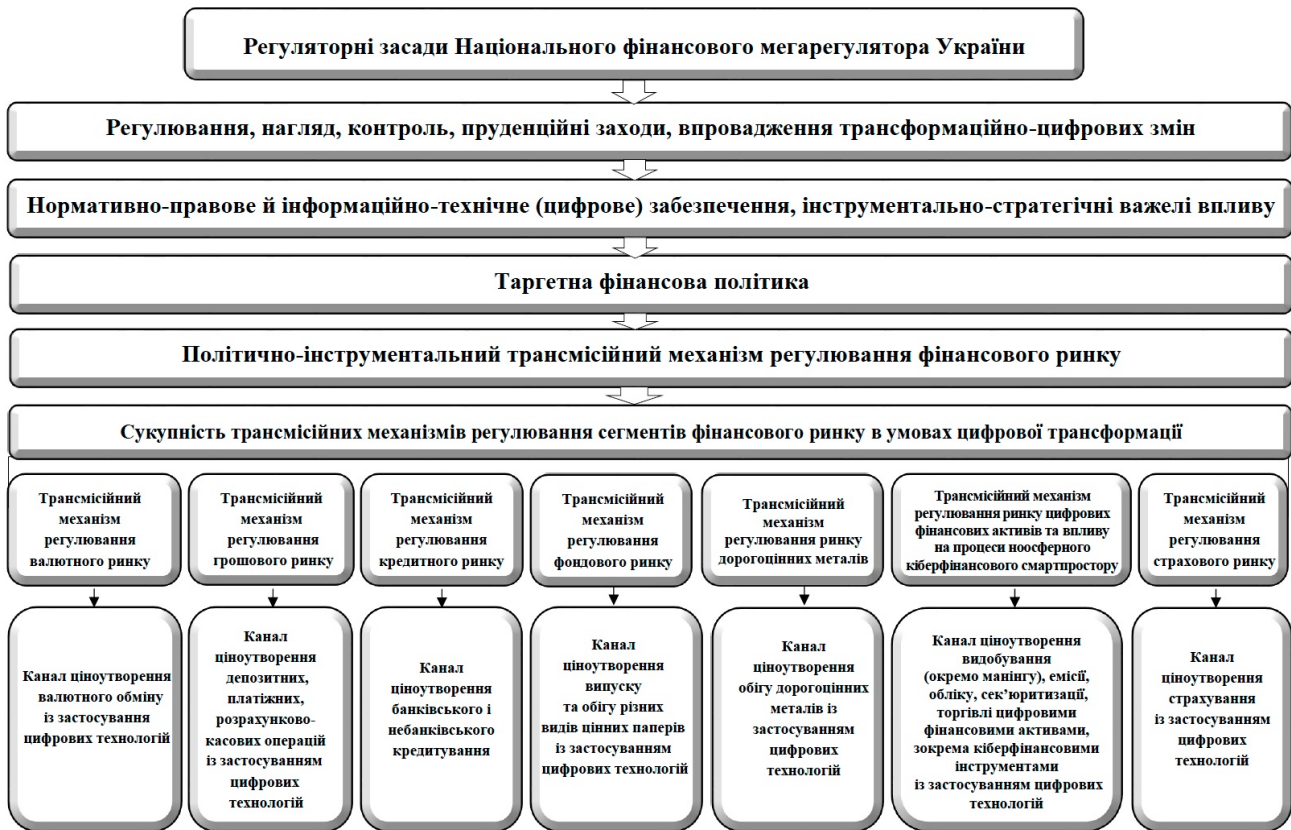 Регуляторні засади Національного фінансового мегарегулятора України
Регулювання, нагляд, контроль, пруденційні заходи, впровадження трансформаційно-цифрових змін
Нормативно-правове й інформаційно-технічне (цифрове) забезпечення, інструментально-стратегічні важелі впливу
Таргетна фінансова політика
Політично-інструментальний трансмісійний механізм регулювання фінансового ринку
Сукупність трансмісійних механізмів регулювання сегментів фінансового ринку в умовах цифрової трансформації
Трансмісійний
механізм
регулювання
валютного ринку
Трансмісійний
механізм
регулювання
грошового ринку
Трансмісійний
механізм
регулювання
кредитного ринку
Трансмісійний
механізм
регулювання
фондового ринку
Трансмісійний
механізм
регулювання ринку
дорогоцінних металів
Трансмісійний механізм
регулювання ринку цифрових
фінансових активів та впливу
на процеси ноосферного
кіберфінансового смартпростору
Трансмісійний
механізм
регулювання
страхового ринку
Канал ціноутворення
валютного обміну
із застосування
цифрових технологій
Канал
ціноутворення
депозитних,
платіжних,
розрахунково-
касових операцій
із застосуванням
цифрових
технологій
Канал
ціноутворення
банківського і
небанківського
кредитування
Канал
ціноутворення
випуску
та обігу різних
видів цінних паперів
із застосуванням
цифрових технологій
Канал
ціноутворення
обігу дорогоцінних
металів із
застосуванням
цифрових
технологій
Канал ціноутворення
видобування
(окремо манінгу), емісії,
обліку, сек’юритизації,
торгівлі цифровими
фінансовими активами,
зокрема кіберфінансовими
інструментами
із застосуванням цифрових
технологій
Канал
ціноутворення
страхування
із застосуванням
цифрових
технологій